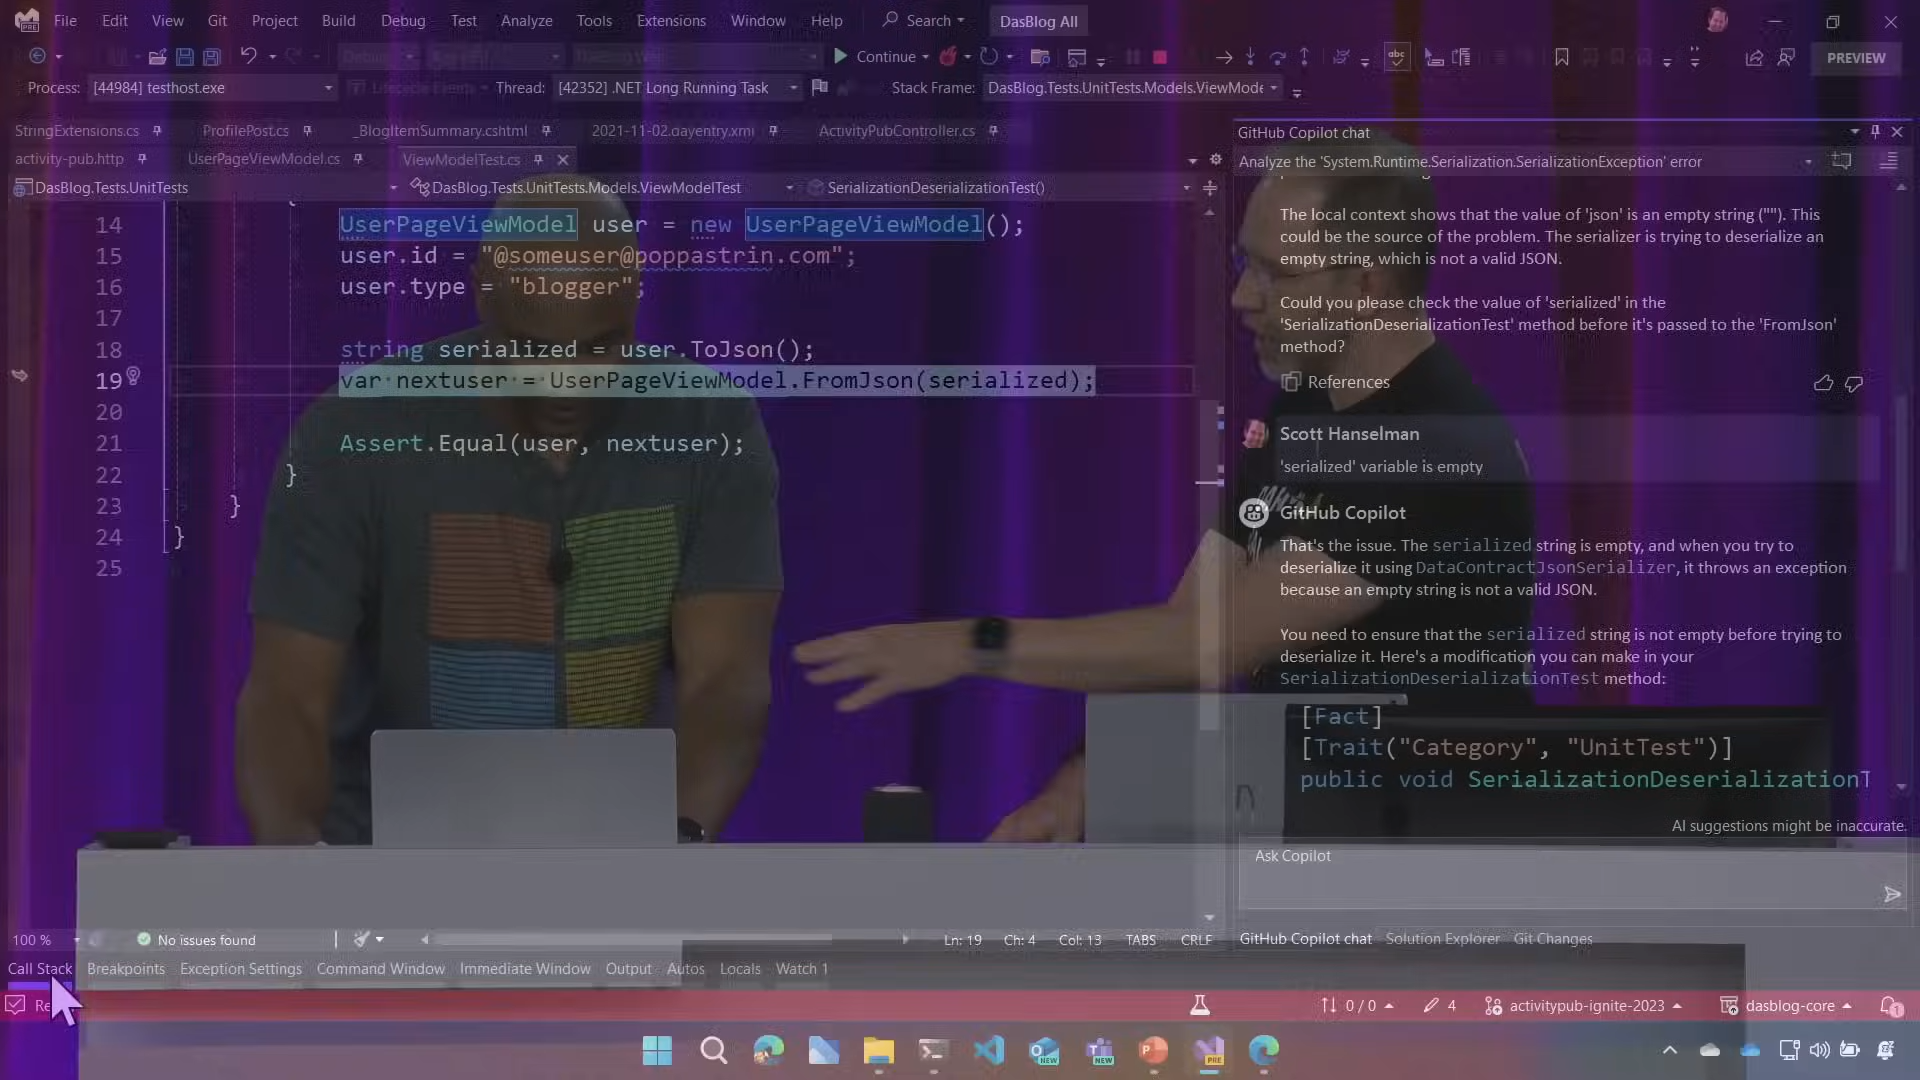 File Edit View Git Project Build Debug Test Analyze Tools Extensions Window Help Search DasBlog All
Continue PREVIEW
Process: [44984] testhost.exe Thread: [42352] .NET Long Running Task Stack Frame: DasBlog.Tests.UnitTests.Models.ViewMode
StringExtensions.cs ProfilePost.cs _BlogItemSummary.cshtml 2021-11-02.dayentry.xml ActivityPubController.cs
activity-pub.http UserPageViewModel.cs ViewModelTest.cs
DasBlog.Tests.UnitTests DasBlog.Tests.UnitTests.Models.ViewModelTest SerializationDeserializationTest()
14 UserPageViewModel user = new UserPageViewModel();
15 user.id = "@someuser@poppastrin.com";
16 user.type = "blogger";
17
18 string serialized = user.ToJson();
19 var nextuser = UserPageViewModel.FromJson(serialized);
20
21 Assert.Equal(user, nextuser);
22 }
23 }
24 }
25
100 % No issues found Ln: 19 Ch: 4 Col: 13 TABS CRLF
GitHub Copilot chat
Analyze the 'System.Runtime.Serialization.SerializationException' error
The local context shows that the value of 'json' is an empty string (""). This
could be the source of the problem. The serializer is trying to deserialize an
empty string, which is not a valid JSON.
Could you please check the value of 'serialized' in the
'SerializationDeserializationTest' method before it's passed to the 'FromJson'
method?
References
Scott Hanselman
'serialized' variable is empty
GitHub Copilot
That's the issue. The serialized string is empty, and when you try to
deserialize it using DataContractJsonSerializer, it throws an exception
because an empty string is not a valid JSON.
You need to ensure that the serialized string is not empty before trying to
deserialize it. Here's a modification you can make in your
SerializationDeserializationTest method:
[Fact]
[Trait("Category", "UnitTest")]
public void SerializationDeserializationT
AI suggestions might be inaccurate.
Ask Copilot
GitHub Copilot chat Solution Explorer Git Changes
Call Stack Breakpoints Exception Settings Command Window Immediate Window Output Autos Locals Watch 1
0 / 0 4 activitypub-ignite-2023 dasblog-core 1